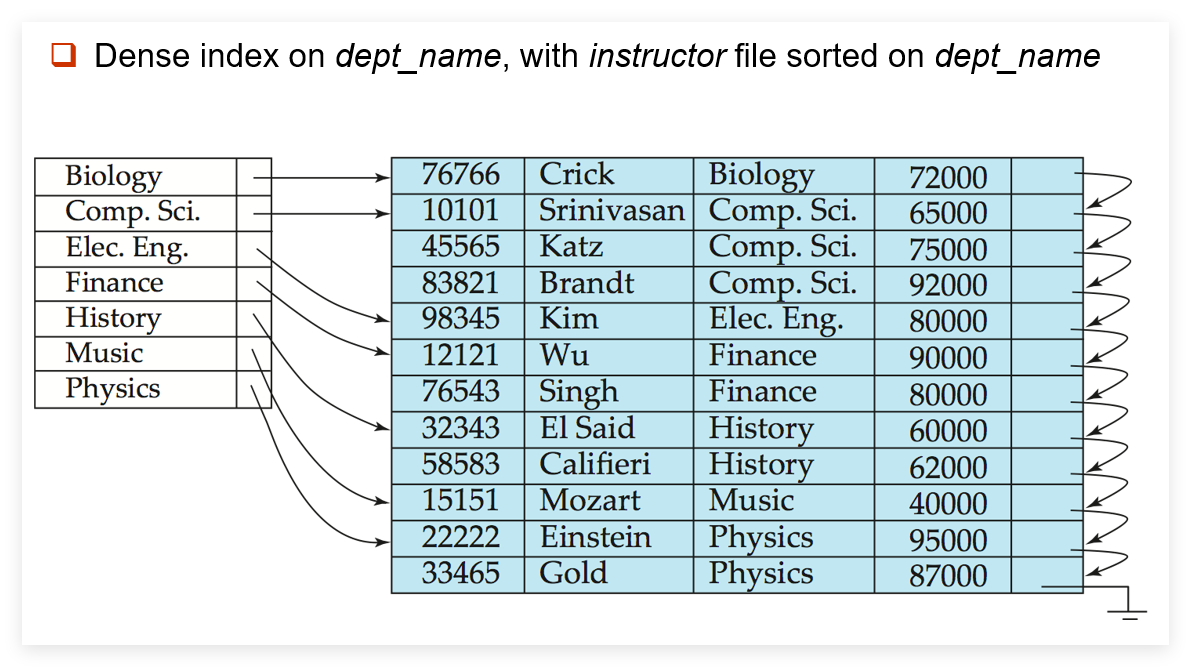 Dense index on dept_name, with instructor file sorted on dept_name
Biology
Comp. Sci.
Elec. Eng.
Finance
History
Music
Physics
76766 Crick Biology 72000
10101 Srinivasan Comp. Sci. 65000
45565 Katz Comp. Sci. 75000
83821 Brandt Comp. Sci. 92000
98345 Kim Elec. Eng. 80000
12121 Wu Finance 90000
76543 Singh Finance 80000
32343 El Said History 60000
58583 Califieri History 62000
15151 Mozart Music 40000
22222 Einstein Physics 95000
33465 Gold Physics 87000